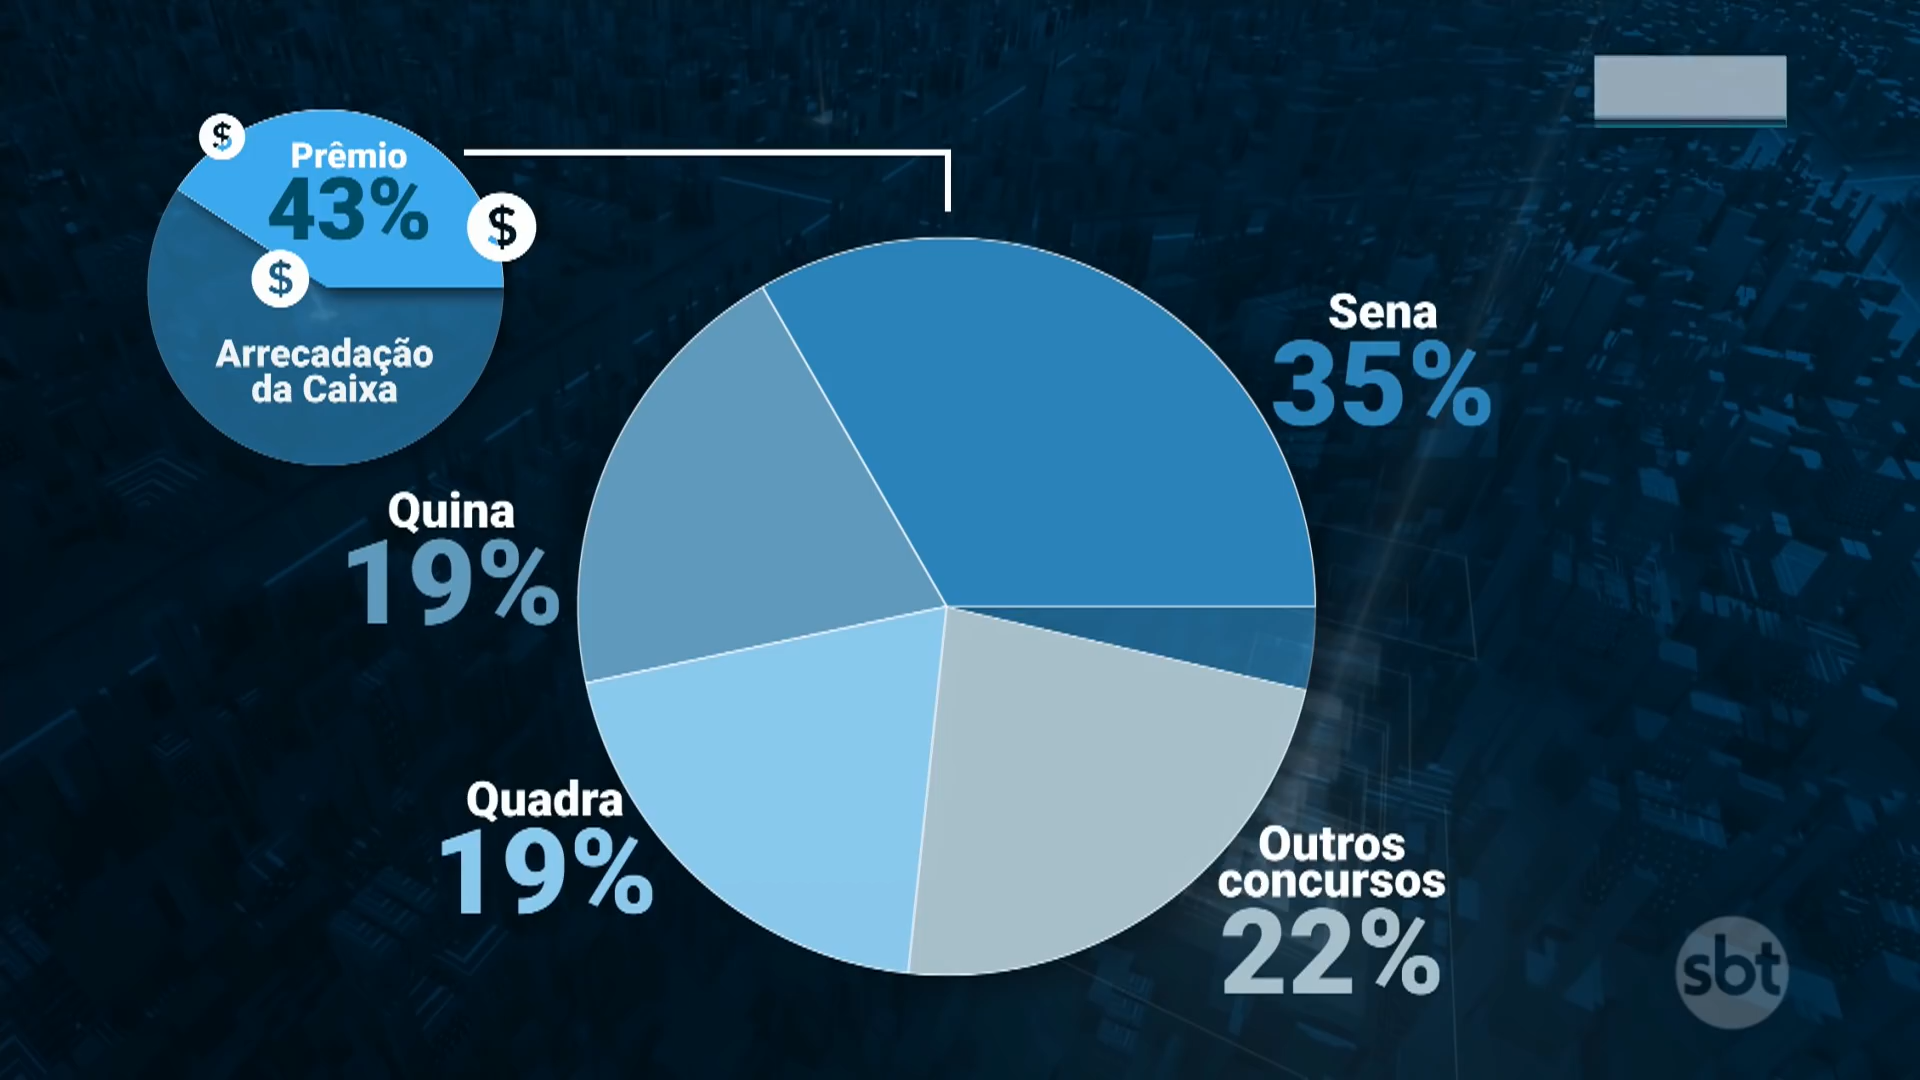 $
Prêmio
43%
$
$
Arrecadação
da Caixa
Sena
35%
Quina
19%
Quadra
19%
Outros
concursos
22%
sbt